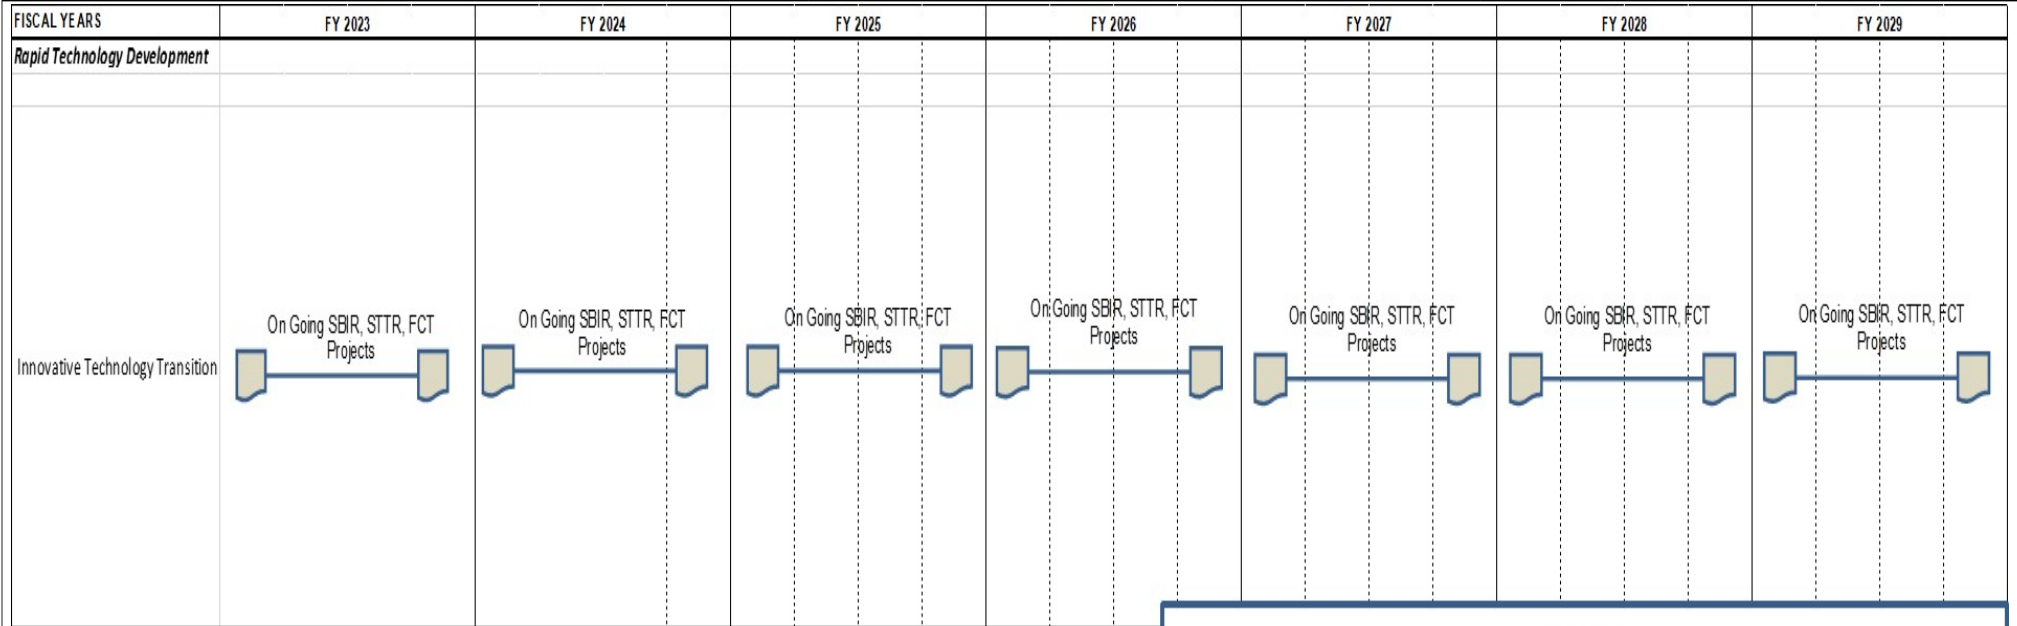 FISCAL YEARS FY 2023 FY 2024 FY 2025 FY 2026 FY 2027 FY 2028 FY 2029
Rapid Technology Development
Innovative Technology Transition
On Going SBIR, STTR, FCT
Projects
On Going SBIR, STTR, FCT
Projects
On Going SBIR, STTR, FCT
Projects
On Going SBIR, STTR, FCT
Projects
On Going SBIR, STTR, FCT
Projects
On Going SBIR, STTR, FCT
Projects
On Going SBIR, STTR, FCT
Projects